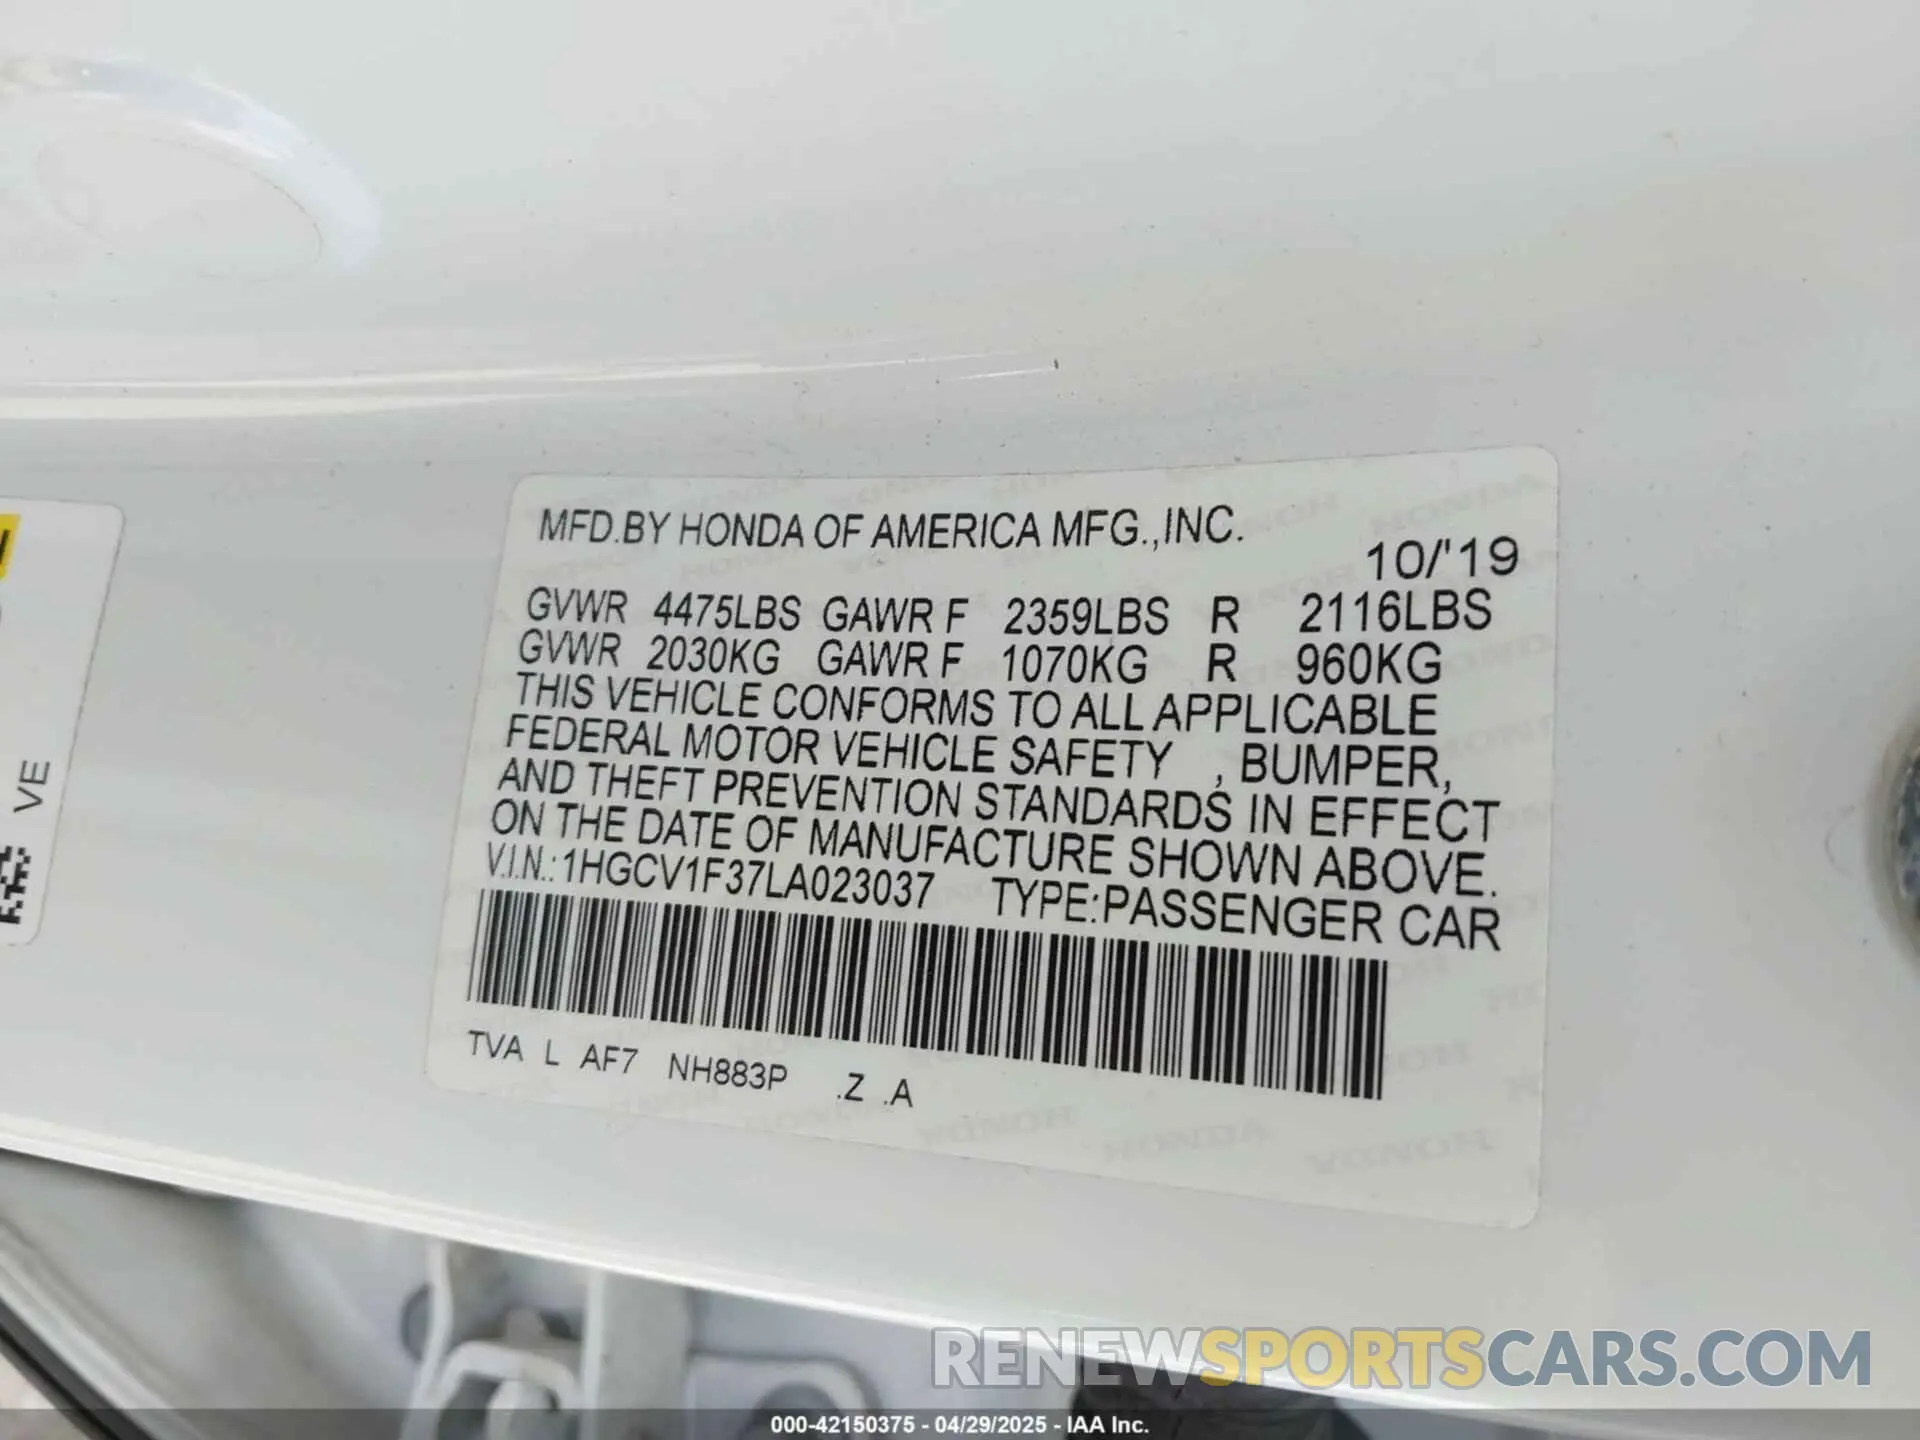 MFD.BY HONDA OF AMERICA MFG.,INC.
10/'19
GVWR 4475LBS GAWR F 2359LBS R 2116LBS
GVWR 2030KG GAWR F 1070KG R 960KG
THIS VEHICLE CONFORMS TO ALL APPLICABLE
FEDERAL MOTOR VEHICLE SAFETY , BUMPER,
AND THEFT PREVENTION STANDARDS IN EFFECT
ON THE DATE OF MANUFACTURE SHOWN ABOVE.
V.I.N.:1HGCV1F37LA023037 TYPE:PASSENGER CAR
TVA L AF7 NH883P .Z .A
VE
RENEWSPORTSCARS.COM
000-42150375 - 04/29/2025 - IAA Inc.